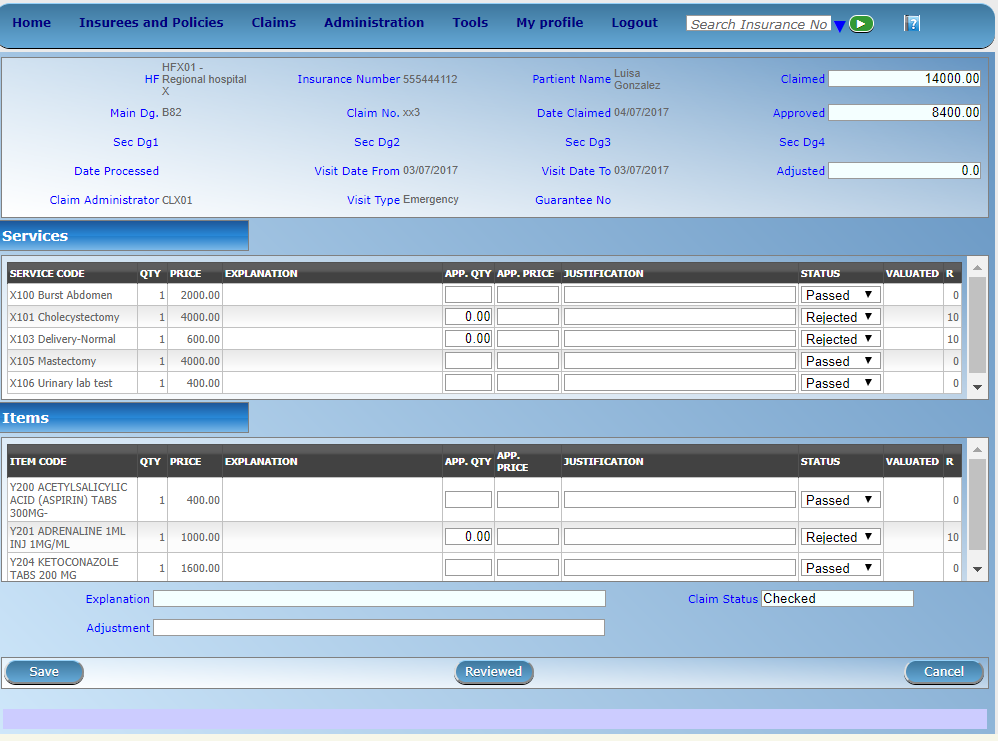 Home Insurees and Policies Claims Administration Tools My profile Logout Search Insurance No ?
HF HFX01 - Regional hospital X Insurance Number 555444112 Partient Name Luisa Gonzalez Claimed 14000.00
Main Dg. B82 Claim No. xx3 Date Claimed 04/07/2017 Approved 8400.00
Sec Dg1 Sec Dg2 Sec Dg3 Sec Dg4
Date Processed Visit Date From 03/07/2017 Visit Date To 03/07/2017 Adjusted 0.0
Claim Administrator CLX01 Visit Type Emergency Guarantee No
Services
SERVICE CODE QTY PRICE EXPLANATION APP. QTY APP. PRICE JUSTIFICATION STATUS VALUATED R
X100 Burst Abdomen 1 2000.00 Passed 0
X101 Cholecystectomy 1 4000.00 0.00 Rejected 10
X103 Delivery-Normal 1 600.00 0.00 Rejected 10
X105 Mastectomy 1 4000.00 Passed 0
X106 Urinary lab test 1 400.00 Passed 0
Items
ITEM CODE QTY PRICE EXPLANATION APP. QTY APP. PRICE JUSTIFICATION STATUS VALUATED R
Y200 ACETYLSALICYLIC ACID (ASPIRIN) TABS 300MG- 1 400.00 Passed 0
Y201 ADRENALINE 1ML INJ 1MG/ML 1 1000.00 0.00 Rejected 10
Y204 KETOCONAZOLE TABS 200 MG 1 1600.00 Passed 0
Explanation Claim Status Checked
Adjustment
Save Reviewed Cancel